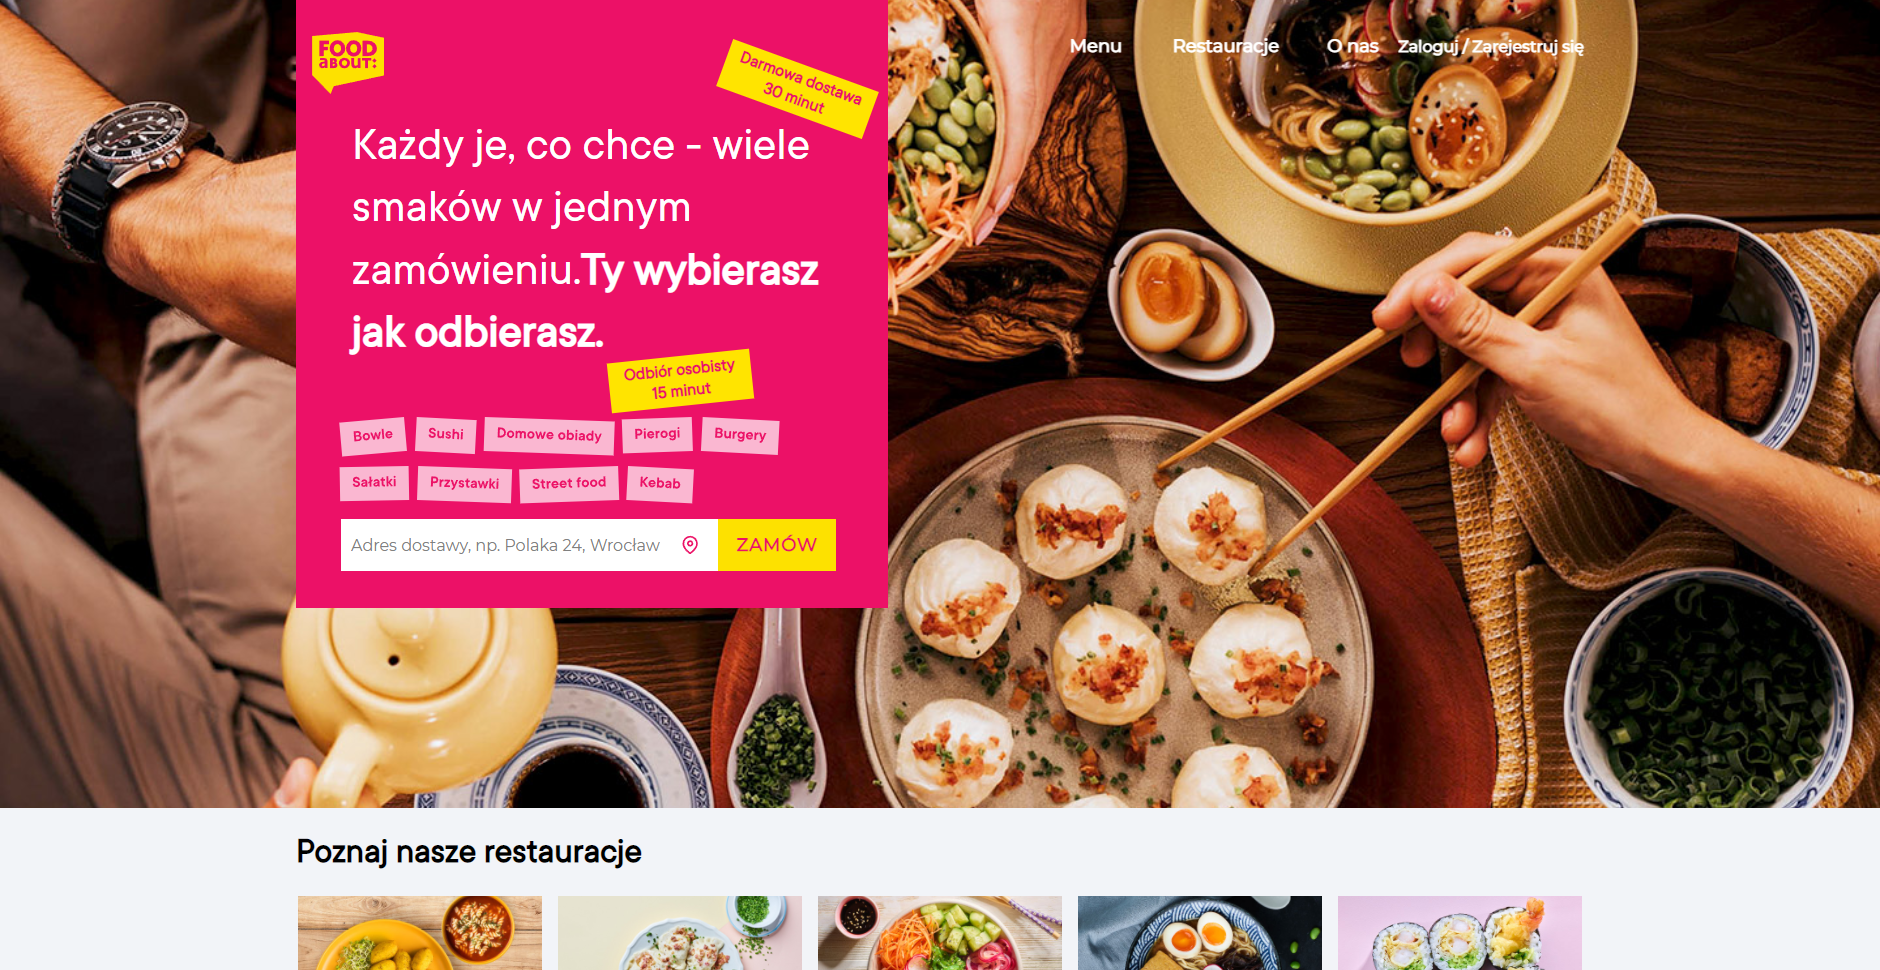 FOOD
aBOUT:
Menu
Restauracje
O nas
Zaloguj / Zarejestruj się
Darmowa dostawa
30 minut
Każdy je, co chce - wiele
smaków w jednym
zamówieniu.Ty wybierasz
jak odbierasz.
Odbiór osobisty
15 minut
Bowle
Sushi
Domowe obiady
Pierogi
Burgery
Sałatki
Przystawki
Street food
Kebab
Adres dostawy, np. Polaka 24, Wrocław
ZAMÓW
Poznaj nasze restauracje